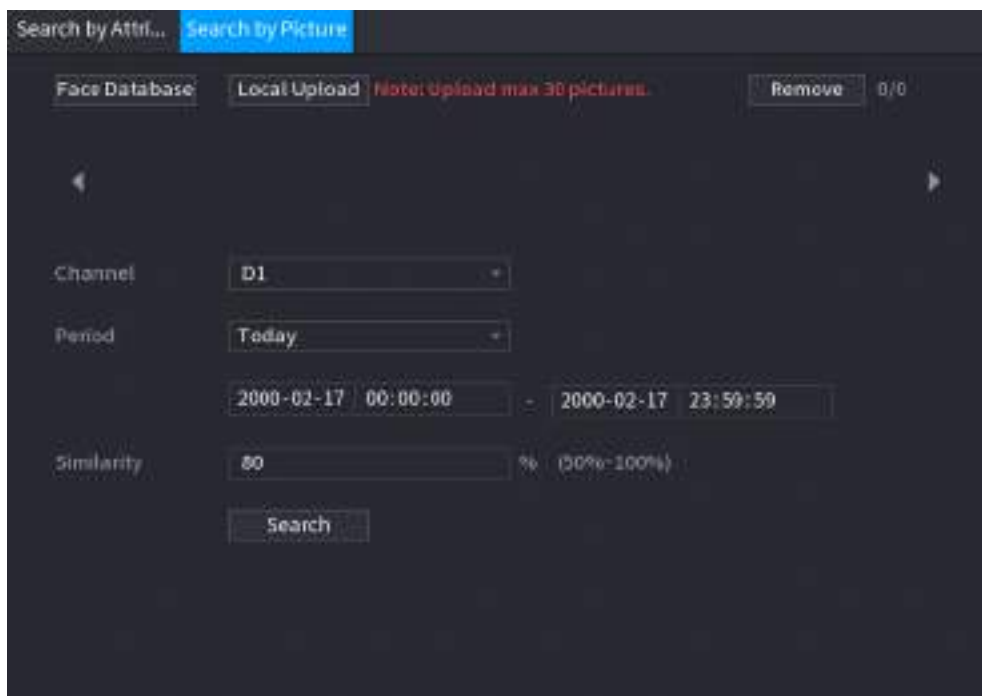 Search by Attri... Search by Picture
Face Database Local Upload Note: Upload max 30 pictures. Remove 0/0
Channel D1
Period Today
2000-02-17 00:00:00 - 2000-02-17 23:59:59
Similarity 80 % (50%-100%)
Search